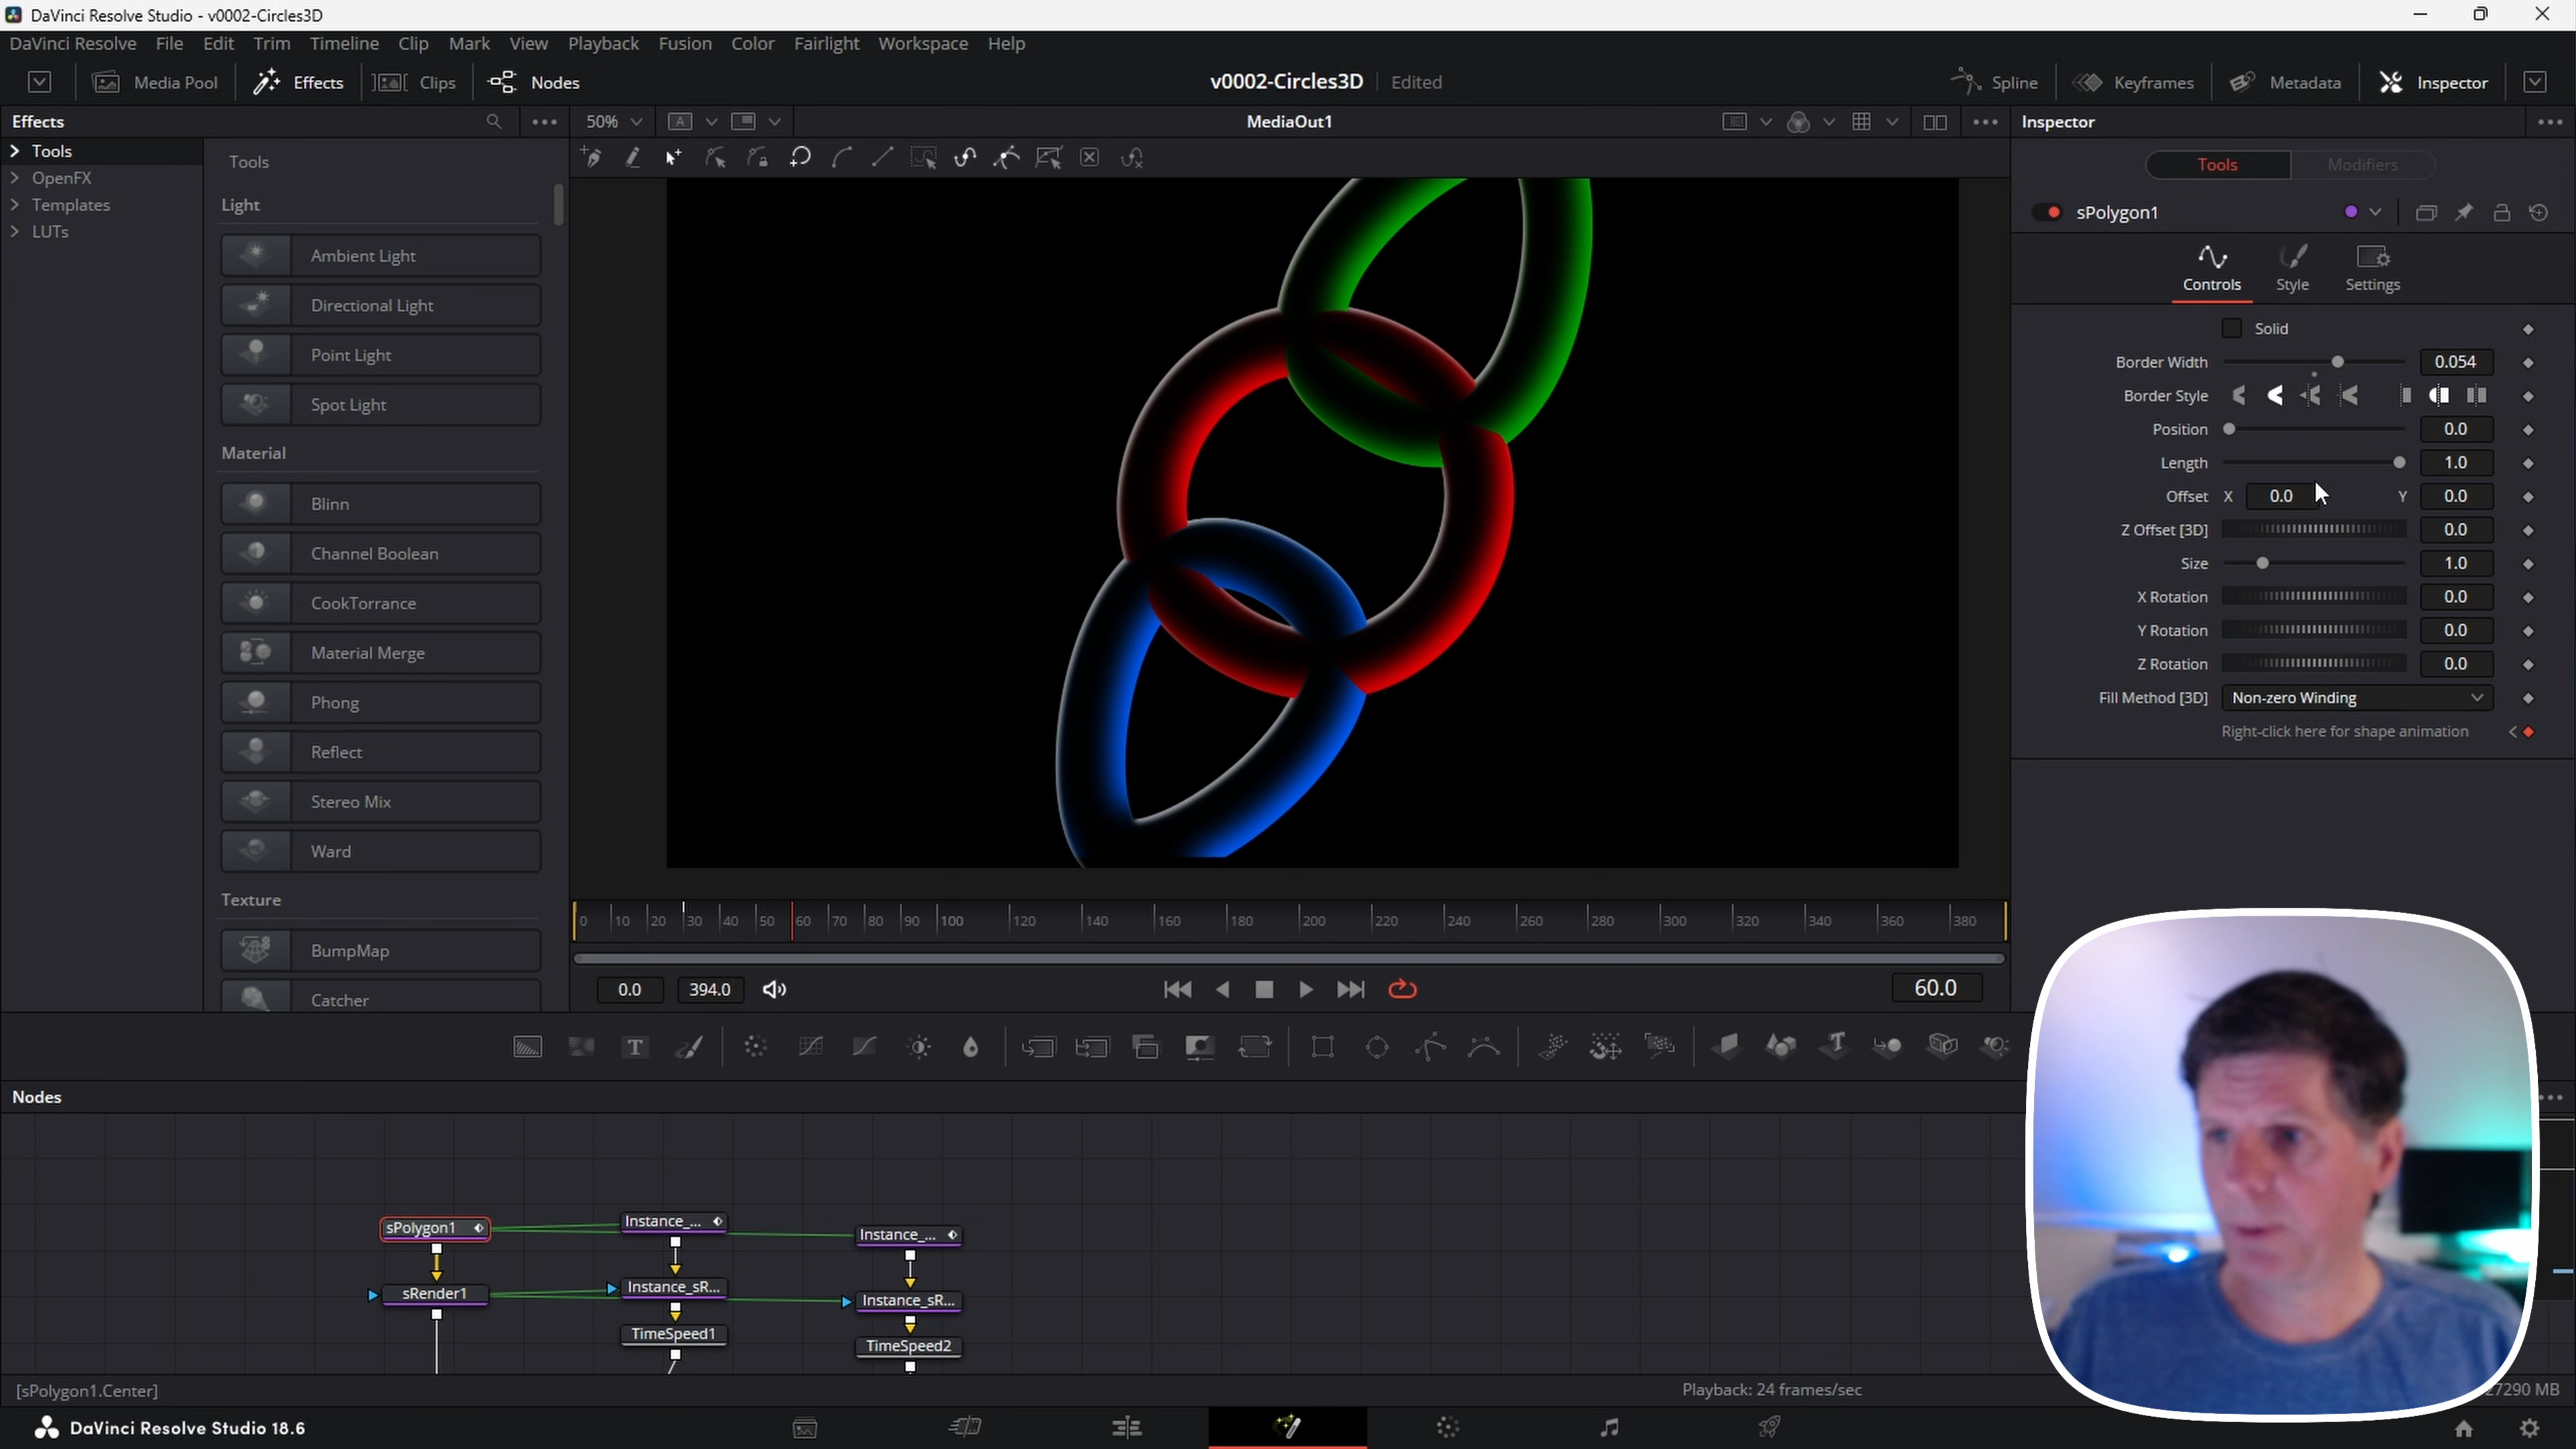 DaVinci Resolve Studio - v0002-Circles3D
DaVinci Resolve File Edit Trim Timeline Clip Mark View Playback Fusion Color Fairlight Workspace Help
Media Pool Effects Clips Nodes v0002-Circles3D Edited Spline Keyframes Metadata Inspector
Effects 50% A MediaOut1 Inspector
Tools
OpenFX
Templates
LUTs
Tools
Light
Ambient Light
Directional Light
Point Light
Spot Light
Material
Blinn
Channel Boolean
CookTorrance
Material Merge
Phong
Reflect
Stereo Mix
Ward
Texture
BumpMap
Catcher
Tools Modifiers
sPolygon1
Controls Style Settings
Solid
Border Width 0.054
Border Style
Position 0.0
Length 1.0
Offset X 0.0 Y 0.0
Z Offset [3D] 0.0
Size 1.0
X Rotation 0.0
Y Rotation 0.0
Z Rotation 0.0
Fill Method [3D] Non-zero Winding
Right-click here for shape animation
0 10 20 30 40 50 60 70 80 90 100 120 140 160 180 200 220 240 260 280 300 320 340 360 380
0.0 394.0 60.0
T T
Nodes
sPolygon1 Instance_... Instance_...
sRender1 Instance_sR... Instance_sR...
TimeSpeed1 TimeSpeed2
[sPolygon1.Center] Playback: 24 frames/sec 27290 MB
DaVinci Resolve Studio 18.6